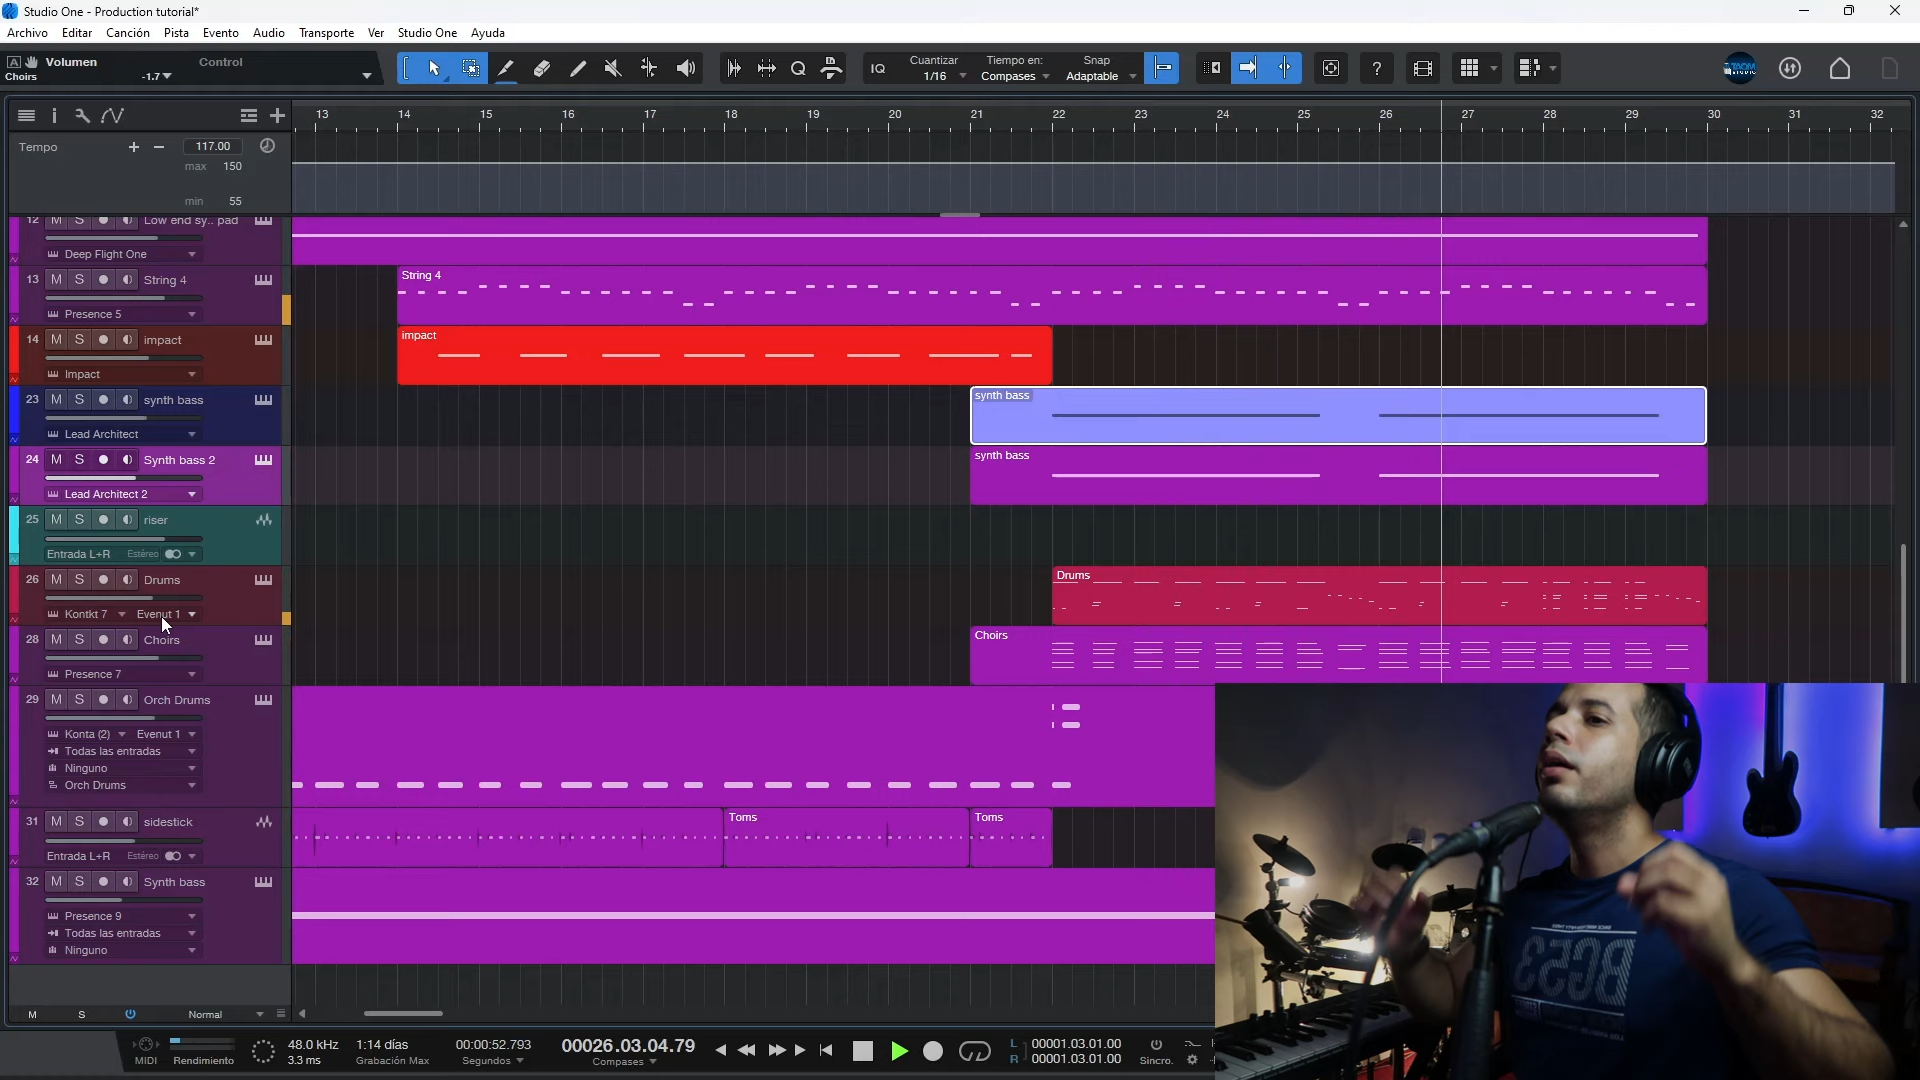 Studio One - Production tutorial*
Archivo Editar Canción Pista Evento Audio Transporte Ver Studio One Ayuda
A Volumen Control
Choirs -1.7
IQ Cuantizar Tiempo en: Snap
1/16 Compases Adaptable
?
13 14 15 16 17 18 19 20 21 22 23 24 25 26 27 28 29 30 31 32
Tempo + − 117.00
max 150
min 55
12 M S Low end sy.. pad
Deep Flight One
13 M S String 4
Presence 5
String 4
14 M S impact
Impact
impact
23 M S synth bass
Lead Architect
synth bass
24 M S Synth bass 2
Lead Architect 2
synth bass
25 M S riser
Entrada L+R Estéreo
26 M S Drums
Kontkt 7 Evenut 1
Drums
28 M S Choirs
Presence 7
Choirs
29 M S Orch Drums
Konta (2) Evenut 1
Todas las entradas
Ninguno
Orch Drums
31 M S sidestick
Entrada L+R Estéreo
Toms
Toms
32 M S Synth bass
Presence 9
Todas las entradas
Ninguno
M S Normal
MIDI Rendimiento
48.0 kHz
3.3 ms
1:14 días
Grabación Max
00:00:52.793
Segundos
00026.03.04.79
Compases
L 00001.03.01.00
R 00001.03.01.00
Sincro.